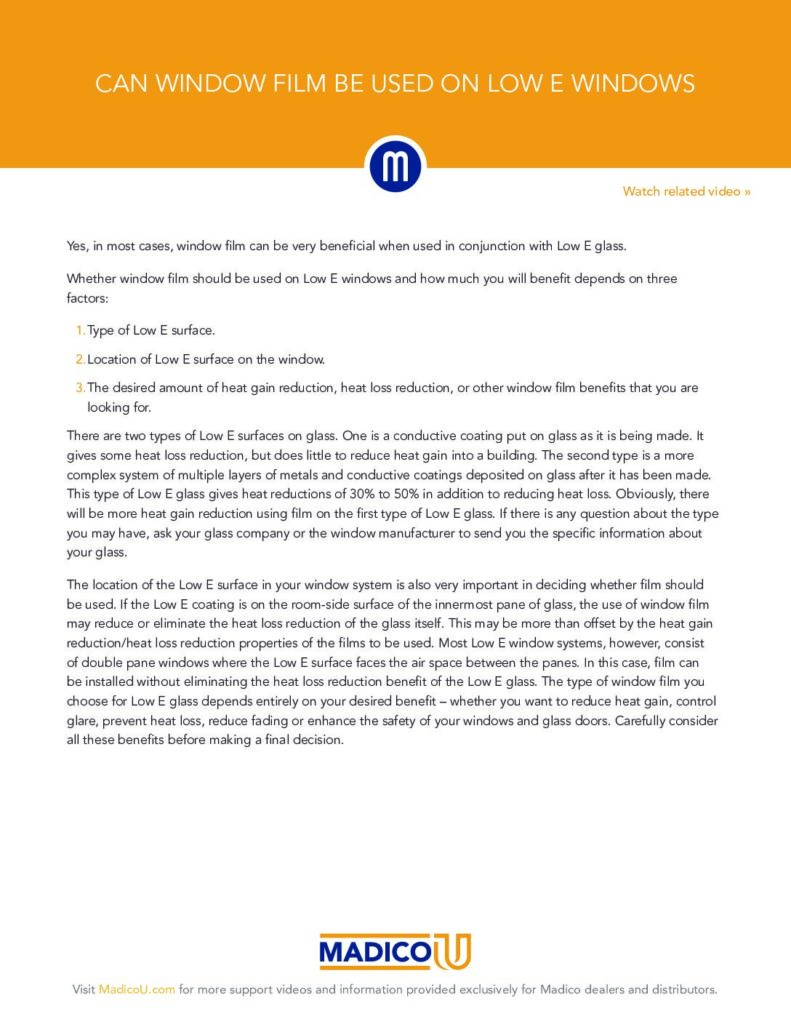 CAN WINDOW FILM BE USED ON LOW E WINDOWS
m
Watch related video »
Yes, in most cases, window film can be very beneficial when used in conjunction with Low E glass.
Whether window film should be used on Low E windows and how much you will benefit depends on three
factors:
1. Type of Low E surface.
2. Location of Low E surface on the window.
3. The desired amount of heat gain reduction, heat loss reduction, or other window film benefits that you are
looking for.
There are two types of Low E surfaces on glass. One is a conductive coating put on glass as it is being made. It
gives some heat loss reduction, but does little to reduce heat gain into a building. The second type is a more
complex system of multiple layers of metals and conductive coatings deposited on glass after it has been made.
This type of Low E glass gives heat reductions of 30% to 50% in addition to reducing heat loss. Obviously, there
will be more heat gain reduction using film on the first type of Low E glass. If there is any question about the type
you may have, ask your glass company or the window manufacturer to send you the specific information about
your glass.
The location of the Low E surface in your window system is also very important in deciding whether film should
be used. If the Low E coating is on the room-side surface of the innermost pane of glass, the use of window film
may reduce or eliminate the heat loss reduction of the glass itself. This may be more than offset by the heat gain
reduction/heat loss reduction properties of the films to be used. Most Low E window systems, however, consist
of double pane windows where the Low E surface faces the air space between the panes. In this case, film can
be installed without eliminating the heat loss reduction benefit of the Low E glass. The type of window film you
choose for Low E glass depends entirely on your desired benefit – whether you want to reduce heat gain, control
glare, prevent heat loss, reduce fading or enhance the safety of your windows and glass doors. Carefully consider
all these benefits before making a final decision.
MADICO U
Visit MadicoU.com for more support videos and information provided exclusively for Madico dealers and distributors.